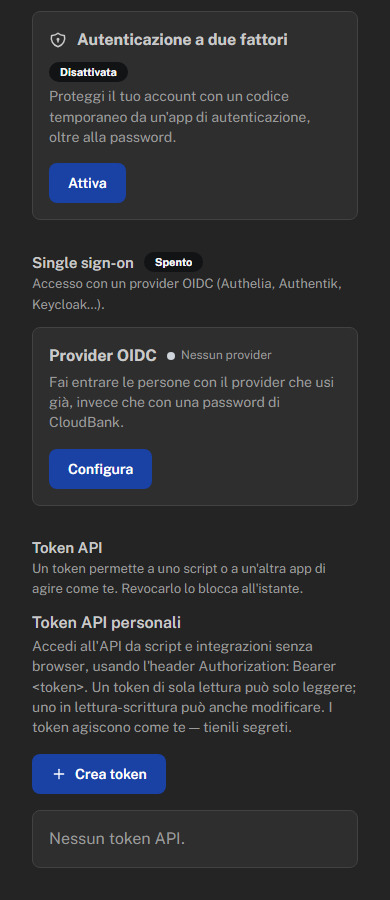 Autenticazione a due fattori
Disattivata
Proteggi il tuo account con un codice
temporaneo da un'app di autenticazione,
oltre alla password.
Attiva
Single sign-on Spento
Accesso con un provider OIDC (Authelia, Authentik,
Keycloak…).
Provider OIDC Nessun provider
Fai entrare le persone con il provider che usi
già, invece che con una password di
CloudBank.
Configura
Token API
Un token permette a uno script o a un'altra app di
agire come te. Revocarlo lo blocca all'istante.
Token API personali
Accedi all'API da script e integrazioni senza
browser, usando l'header Authorization: Bearer
<token>. Un token di sola lettura può solo leggere;
uno in lettura-scrittura può anche modificare. I
token agiscono come te — tienili segreti.
Crea token
Nessun token API.